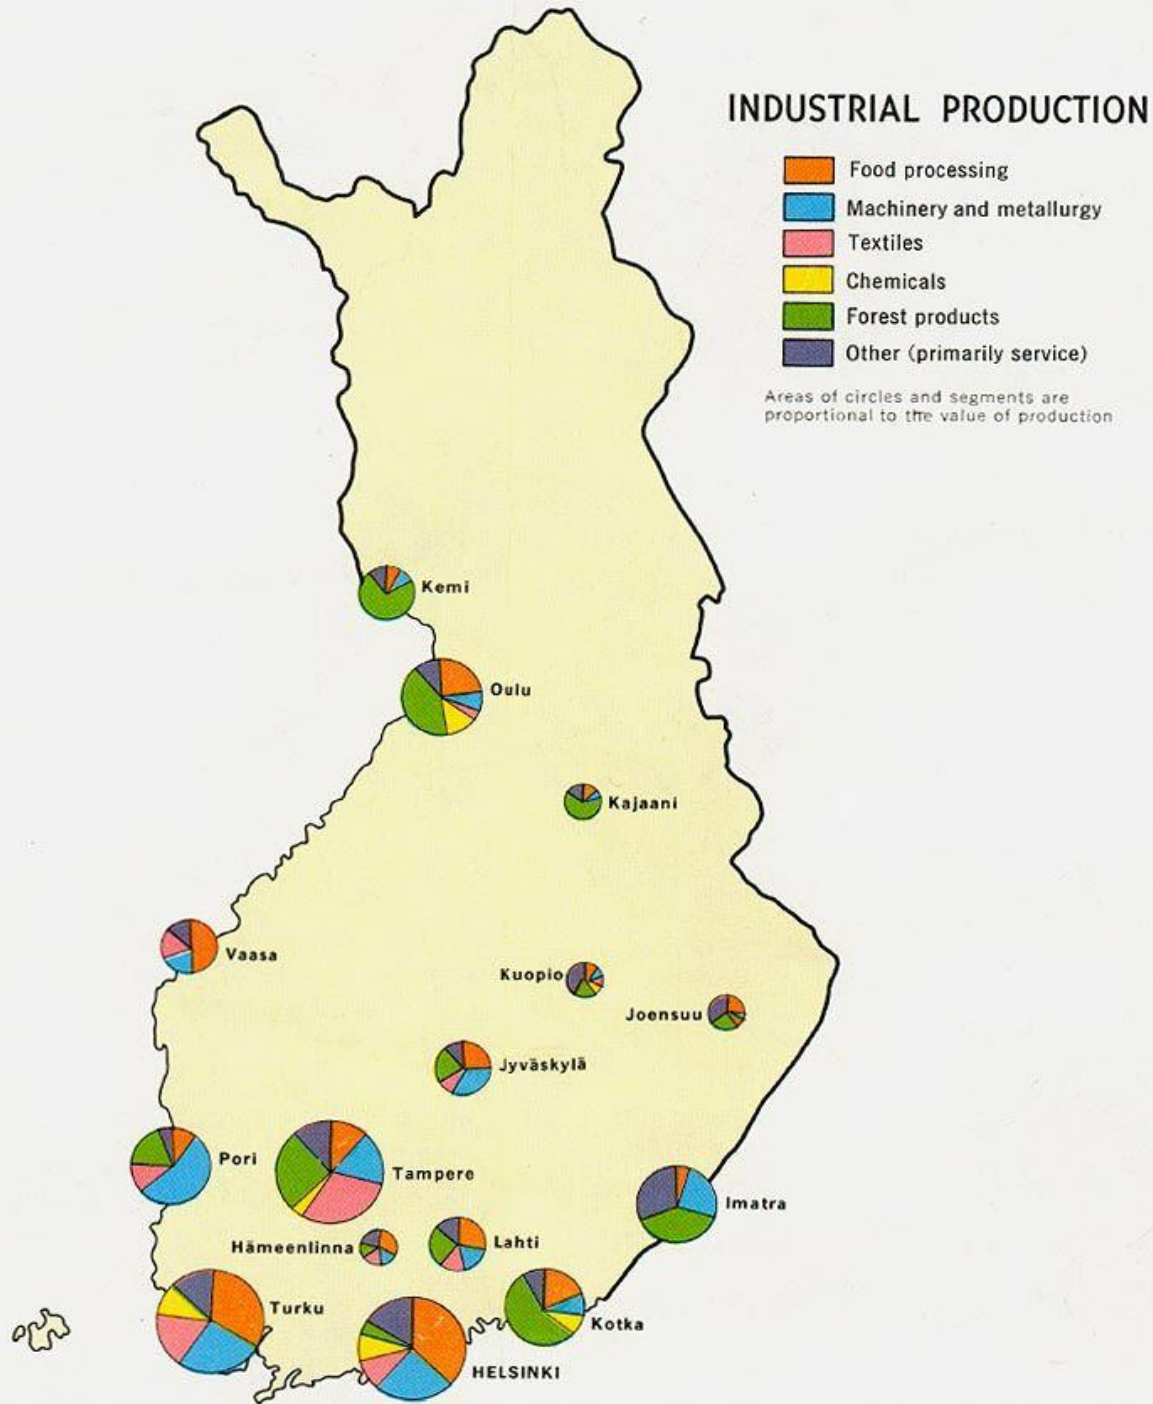 INDUSTRIAL PRODUCTION
Food processing
Machinery and metallurgy
Textiles
Chemicals
Forest products
Other (primarily service)
Areas of circles and segments are
proportional to the value of production
Kemi
Oulu
Kajaani
Vaasa
Kuopio
Joensuu
Jyväskylä
Pori
Tampere
Imatra
Hämeenlinna
Lahti
Turku
Kotka
HELSINKI